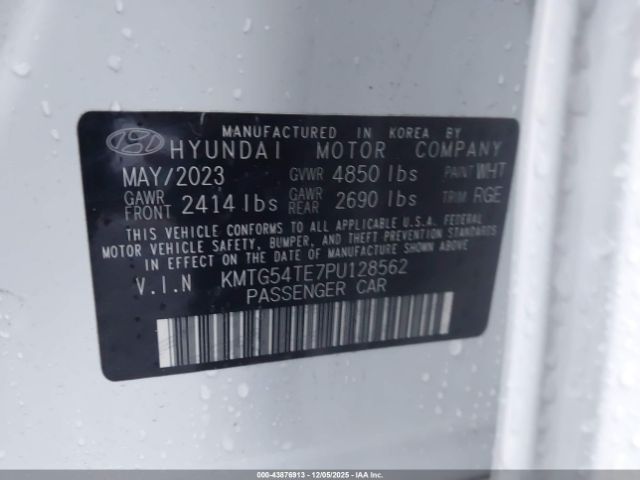 MANUFACTURED IN KOREA BY
HYUNDAI MOTOR COMPANY
MAY/2023 GVWR 4850 lbs PAINT WHT
GAWR FRONT 2414 lbs GAWR REAR 2690 lbs TRIM RGE
THIS VEHICLE CONFORMS TO ALL APPLICABLE U.S.A. FEDERAL
MOTOR VEHICLE SAFETY, BUMPER, AND THEFT PREVENTION STANDARDS
IN EFFECT ON THE DATE OF MANUFACTURE SHOWN ABOVE.
V.I.N KMTG54TE7PU128562
PASSENGER CAR
000-43876913 - 12/05/2025 - IAAI.COM